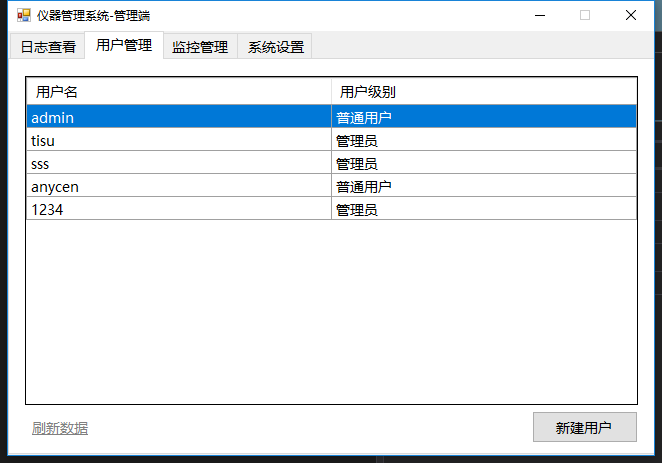 仪器管理系统-管理端
日志查看 用户管理 监控管理 系统设置
用户名 用户级别
admin 普通用户
tisu 管理员
sss 管理员
anycen 普通用户
1234 管理员
刷新数据 新建用户